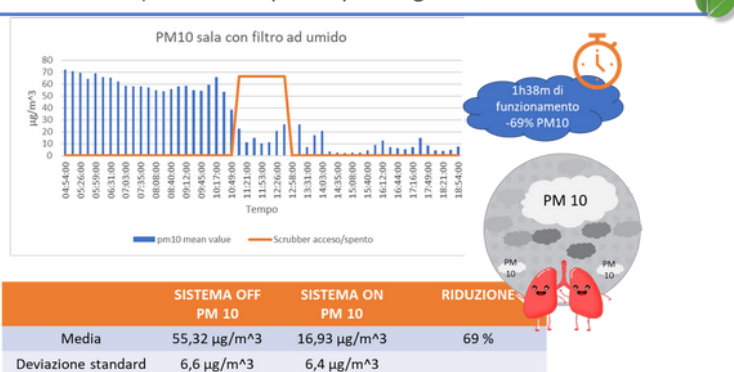 PM10 sala con filtro ad umido
80
70
60
50
40
30
20
10
0
µg/m^3
04:54:00
05:26:00
05:59:00
06:31:00
07:03:00
07:35:00
08:08:00
08:40:00
09:12:00
09:45:00
10:17:00
10:49:00
11:21:00
11:53:00
12:26:00
12:58:00
13:31:00
14:03:00
14:35:00
15:08:00
15:40:00
16:12:00
16:44:00
17:16:00
17:49:00
18:21:00
18:54:00
Tempo
pm10 mean value
Scrubber acceso/spento
1h38m di
funzionamento
-69% PM10
PM 10
PM
10
PM
10
SISTEMA OFF SISTEMA ON RIDUZIONE
PM 10 PM 10
Media 55,32 µg/m^3 16,93 µg/m^3 69 %
Deviazione standard 6,6 µg/m^3 6,4 µg/m^3